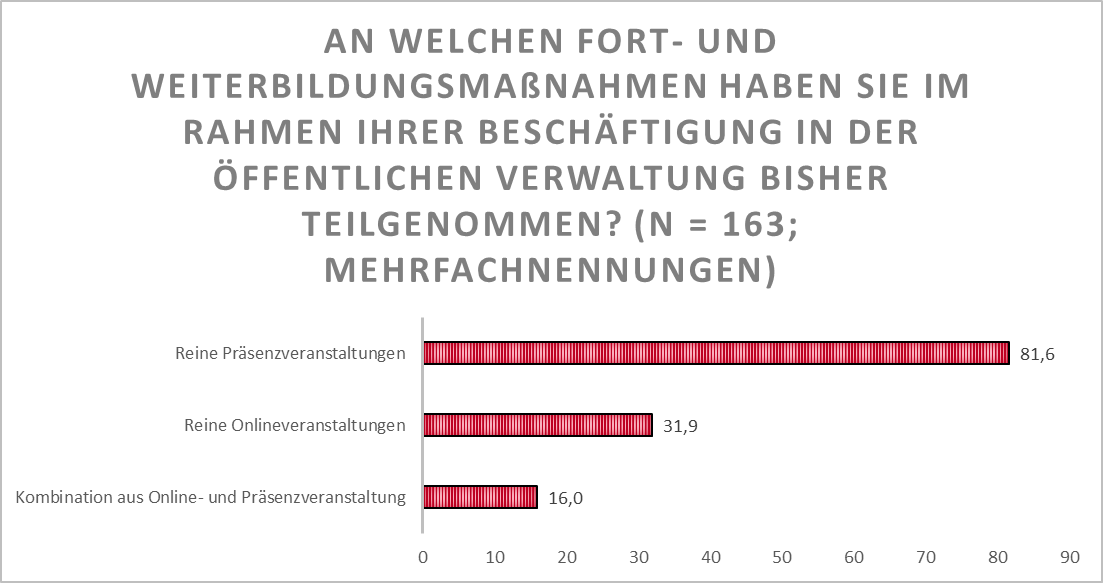 AN WELCHEN FORT- UND
WEITERBILDUNGSMAßNAHMEN HABEN SIE IM
RAHMEN IHRER BESCHÄFTIGUNG IN DER
ÖFFENTLICHEN VERWALTUNG BISHER
TEILGENOMMEN? (N = 163;
MEHRFACHNENNUNGEN)
Reine Präsenzveranstaltungen 81,6
Reine Onlineveranstaltungen 31,9
Kombination aus Online- und Präsenzveranstaltung 16,0
0 10 20 30 40 50 60 70 80 90